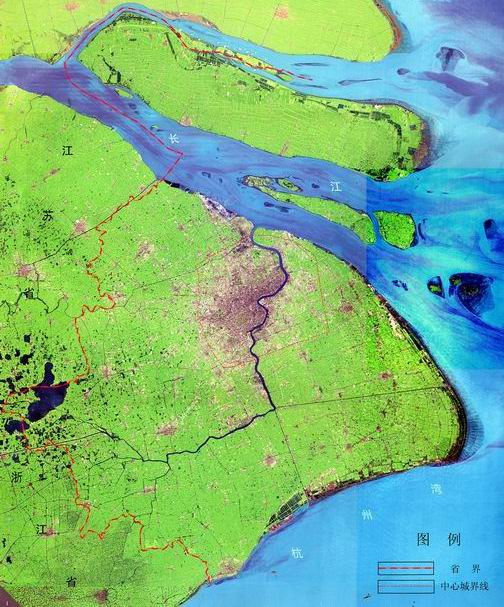 长
江
江
苏
省
浙
江
省
杭
州
湾
图 例
省 界
中心城界线